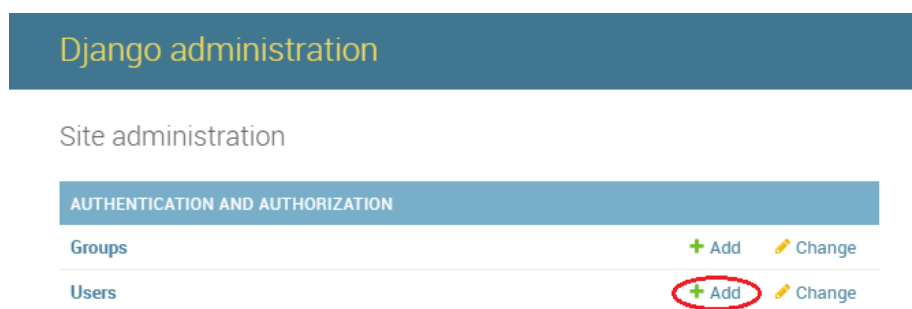 Django administration
Site administration
AUTHENTICATION AND AUTHORIZATION
Groups Add Change
Users Add Change